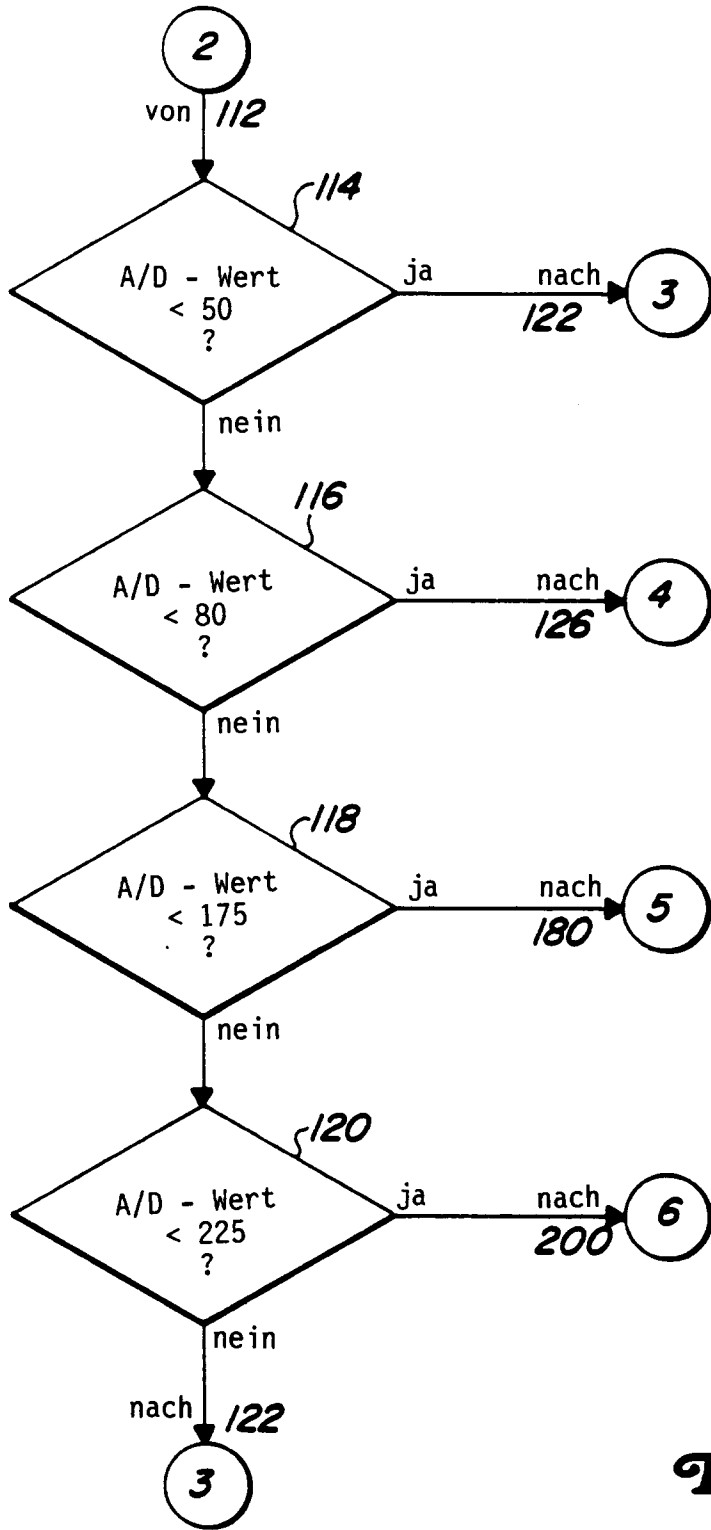 2
von 112
114
A/D - Wert
< 50
?
ja nach
122
3
nein
116
A/D - Wert
< 80
?
ja nach
126
4
nein
118
A/D - Wert
< 175
?
ja nach
180
5
nein
120
A/D - Wert
< 225
?
ja nach
200
6
nein
nach 122
3